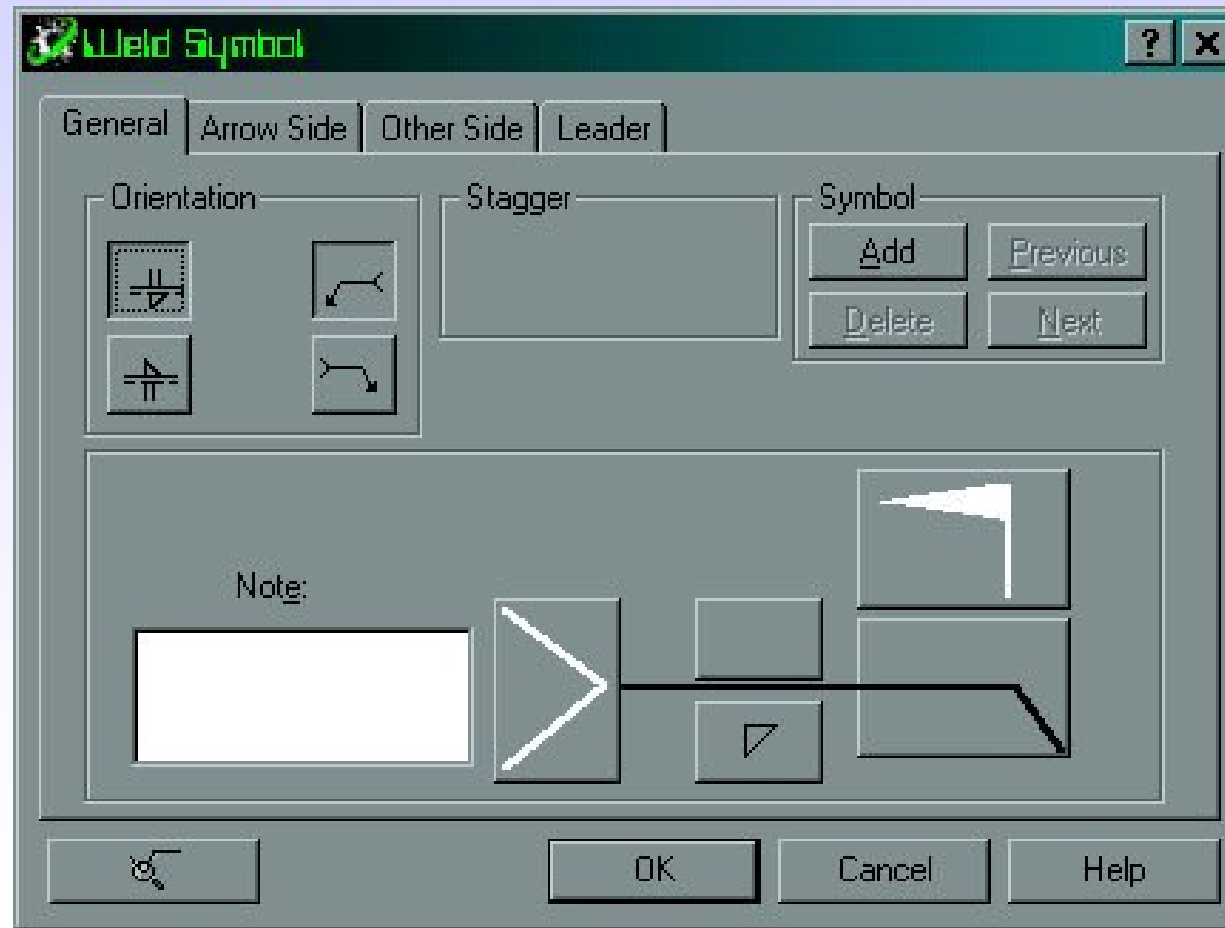 Weld Symbol
General Arrow Side Other Side Leader
Orientation Stagger Symbol
Add Previous
Delete Next
Note:
OK Cancel Help